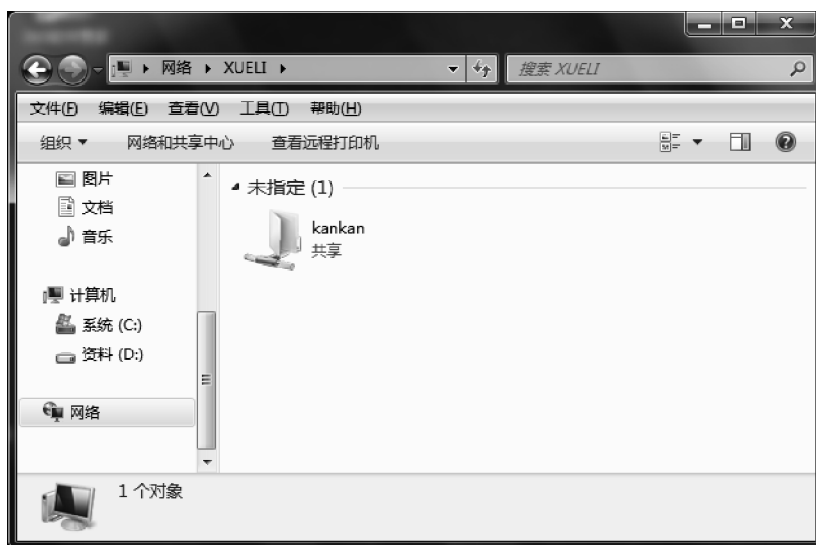 网络 XUELI
搜索 XUELI
文件(F) 编辑(E) 查看(V) 工具(T) 帮助(H)
组织 网络和共享中心 查看远程打印机
图片
文档
音乐
计算机
系统 (C:)
资料 (D:)
网络
未指定 (1)
kankan
共享
1 个对象